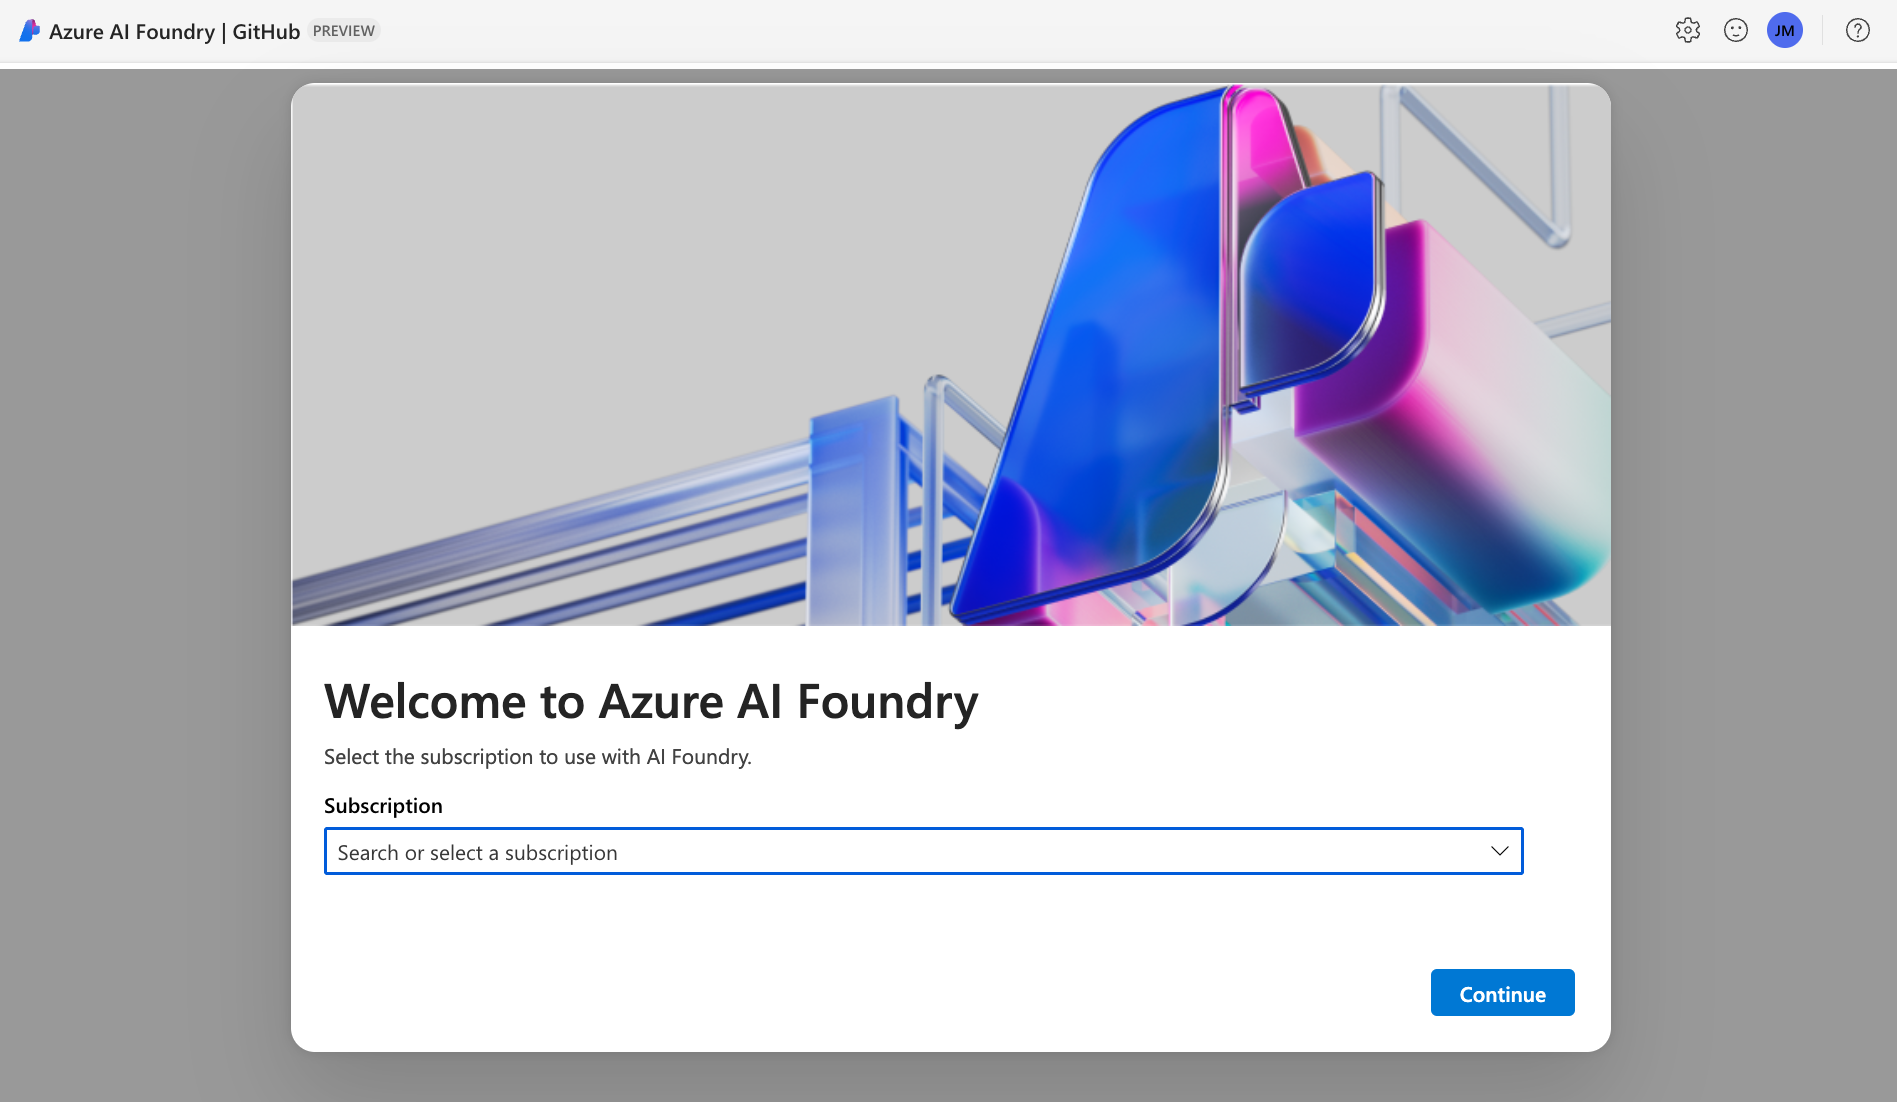 Azure AI Foundry | GitHub PREVIEW
JM
Welcome to Azure AI Foundry
Select the subscription to use with AI Foundry.
Subscription
Search or select a subscription
Continue